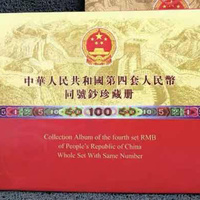 中華人民共和國第四套人民幣
同號鈔珍藏册
100
Collection Album of the fourth set RMB
of People's Republic of China
Whole Set With Same Number